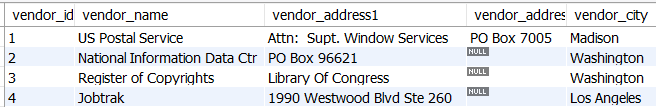 vendor_id vendor_name vendor_address1 vendor_addres vendor_city
1 US Postal Service Attn: Supt. Window Services PO Box 7005 Madison
2 National Information Data Ctr PO Box 96621 NULL Washington
3 Register of Copyrights Library Of Congress NULL Washington
4 Jobtrak 1990 Westwood Blvd Ste 260 NULL Los Angeles